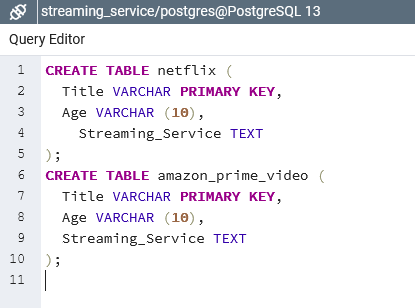 streaming_service/postgres@PostgreSQL 13
Query Editor
1 CREATE TABLE netflix (
2 Title VARCHAR PRIMARY KEY,
3 Age VARCHAR (10),
4 Streaming_Service TEXT
5 );
6 CREATE TABLE amazon_prime_video (
7 Title VARCHAR PRIMARY KEY,
8 Age VARCHAR (10),
9 Streaming_Service TEXT
10 );
11